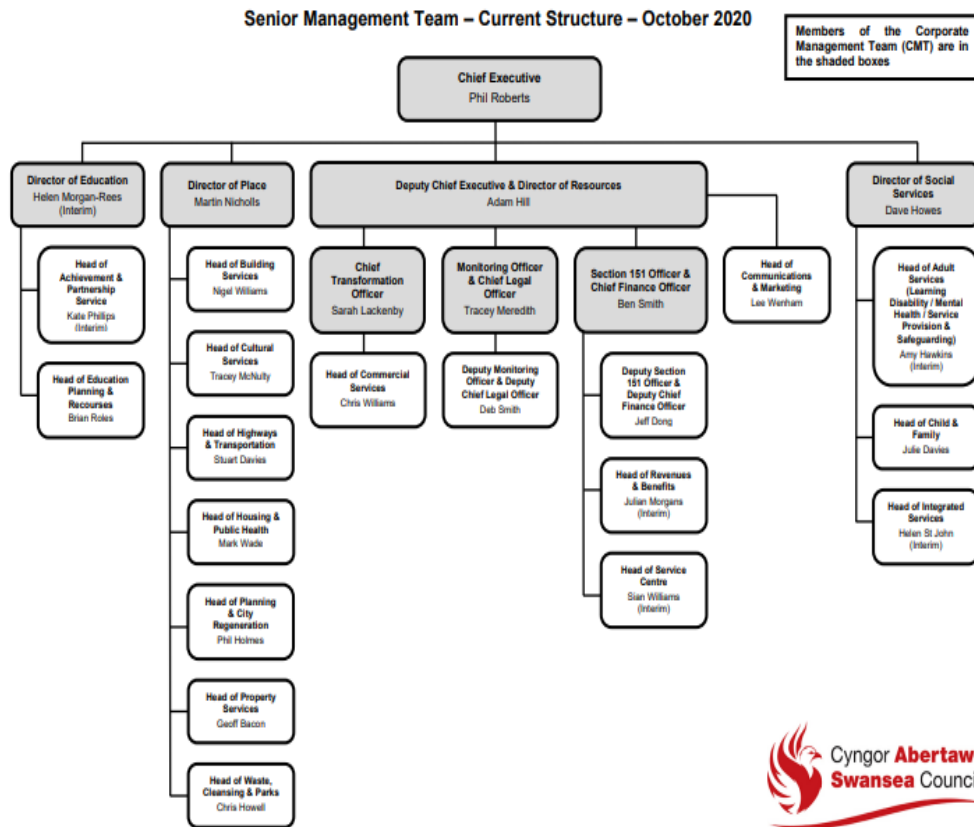 Senior Management Team – Current Structure – October 2020
Members of the Corporate
Management Team (CMT) are in
the shaded boxes
Chief Executive
Phil Roberts
Director of Education
Helen Morgan-Rees
(Interim)
Director of Place
Martin Nicholls
Deputy Chief Executive & Director of Resources
Adam Hill
Director of Social
Services
Dave Howes
Head of
Achievement &
Partnership
Service
Kate Phillips
(Interim)
Head of Education
Planning &
Recourses
Brian Roles
Head of Building
Services
Nigel Williams
Head of Cultural
Services
Tracey McNulty
Head of Highways
& Transportation
Stuart Davies
Head of Housing &
Public Health
Mark Wade
Head of Planning
& City
Regeneration
Phil Holmes
Head of Property
Services
Geoff Bacon
Head of Waste,
Cleansing & Parks
Chris Howell
Chief
Transformation
Officer
Sarah Lackenby
Head of Commercial
Services
Chris Williams
Monitoring Officer
& Chief Legal
Officer
Tracey Meredith
Deputy Monitoring
Officer & Deputy
Chief Legal Officer
Deb Smith
Section 151 Officer &
Chief Finance Officer
Ben Smith
Deputy Section
151 Officer &
Deputy Chief
Finance Officer
Jeff Dong
Head of Revenues
& Benefits
Julian Morgans
(Interim)
Head of Service
Centre
Sian Williams
(Interim)
Head of
Communications
& Marketing
Lee Wenham
Head of Adult
Services
(Learning
Disability / Mental
Health / Service
Provision &
Safeguarding)
Amy Hawkins
(Interim)
Head of Child &
Family
Julie Davies
Head of Integrated
Services
Helen St John
(Interim)
Cyngor Abertaw
Swansea Counci